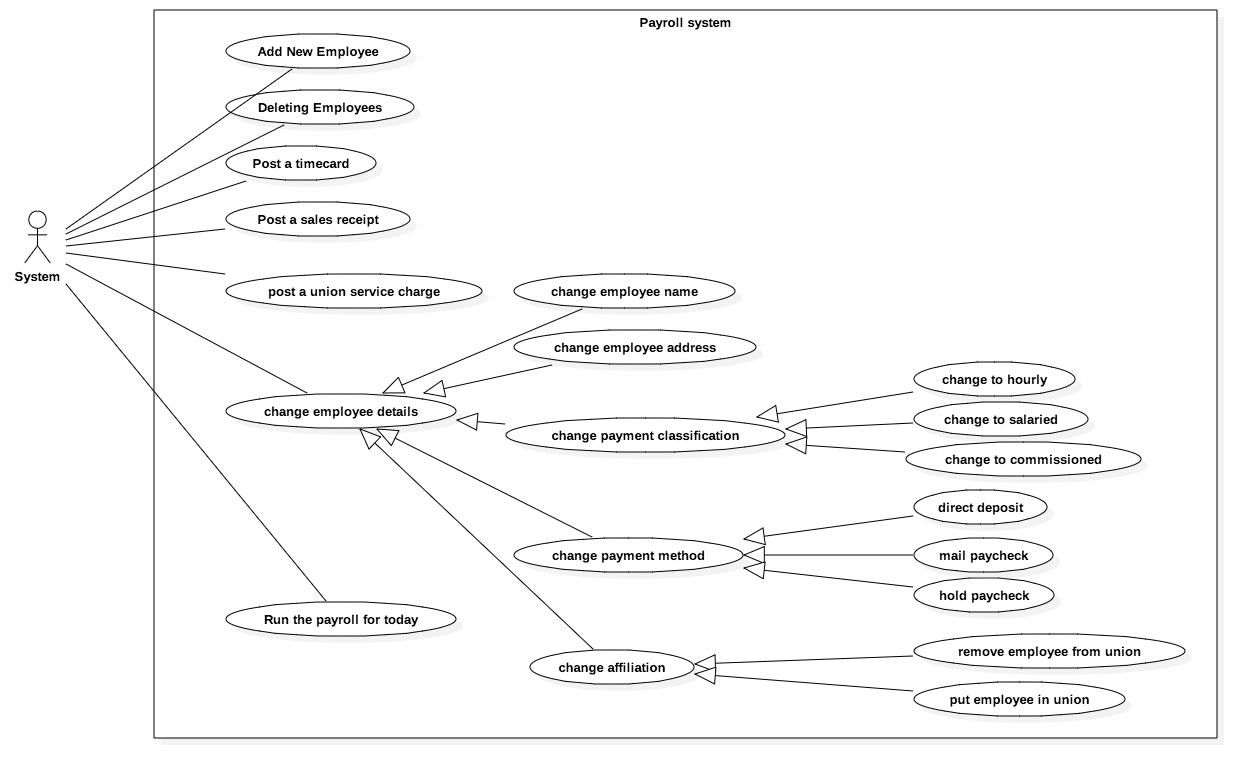 Payroll system
Add New Employee
Deleting Employees
Post a timecard
Post a sales receipt
System
post a union service charge
change employee name
change employee address
change to hourly
change employee details
change to salaried
change payment classification
change to commissioned
direct deposit
change payment method
mail paycheck
hold paycheck
Run the payroll for today
remove employee from union
change affiliation
put employee in union